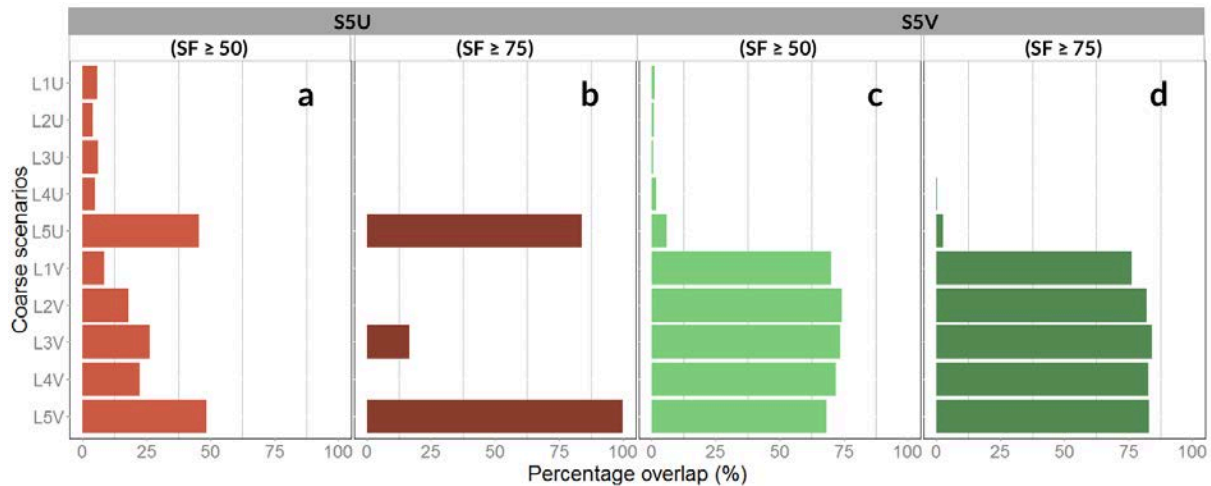 S5U S5V
(SF ≥ 50) (SF ≥ 75) (SF ≥ 50) (SF ≥ 75)
a b c d
Coarse scenarios
L1U
L2U
L3U
L4U
L5U
L1V
L2V
L3V
L4V
L5V
0 25 50 75 100 0 25 50 75 100 0 25 50 75 100 0 25 50 75 100
Percentage overlap (%)